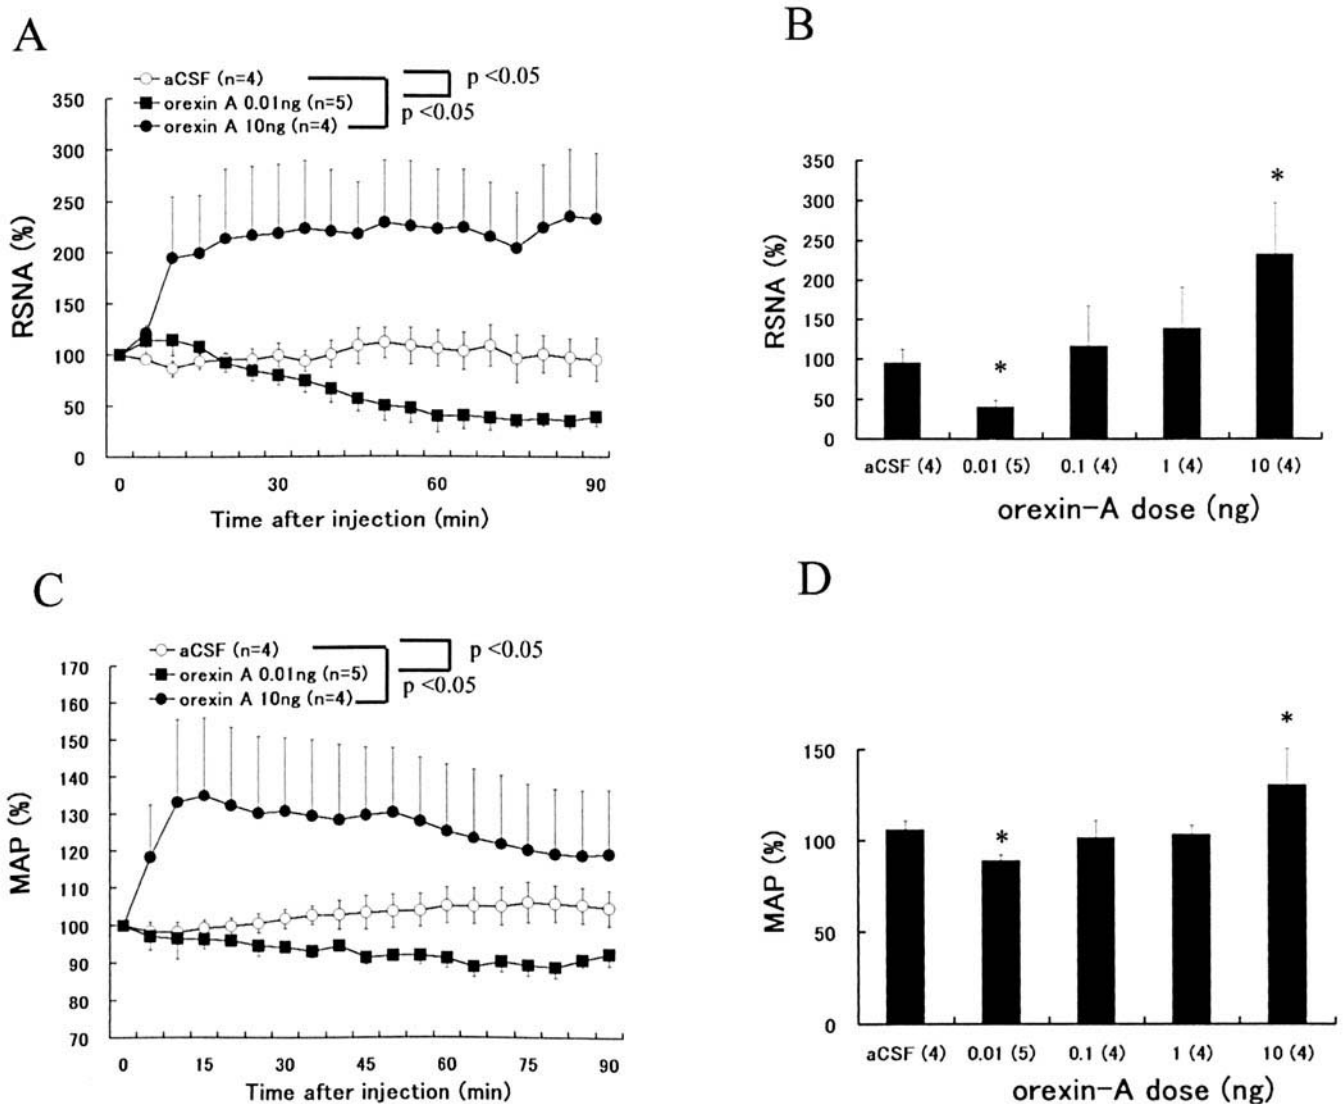 A
aCSF (n=4)
orexin A 0.01ng (n=5)
orexin A 10ng (n=4)
p <0.05
p <0.05
350
300
250
200
150
100
50
0
RSNA (%)
0 30 60 90
Time after injection (min)
B
350
300
250
200
150
100
50
0
RSNA (%)
*
*
aCSF (4) 0.01 (5) 0.1 (4) 1 (4) 10 (4)
orexin-A dose (ng)
C
aCSF (n=4)
orexin A 0.01ng (n=5)
orexin A 10ng (n=4)
p <0.05
p <0.05
170
160
150
140
130
120
110
100
90
80
70
MAP (%)
0 15 30 45 60 75 90
Time after injection (min)
D
150
100
50
0
MAP (%)
*
*
aCSF (4) 0.01 (5) 0.1 (4) 1 (4) 10 (4)
orexin-A dose (ng)